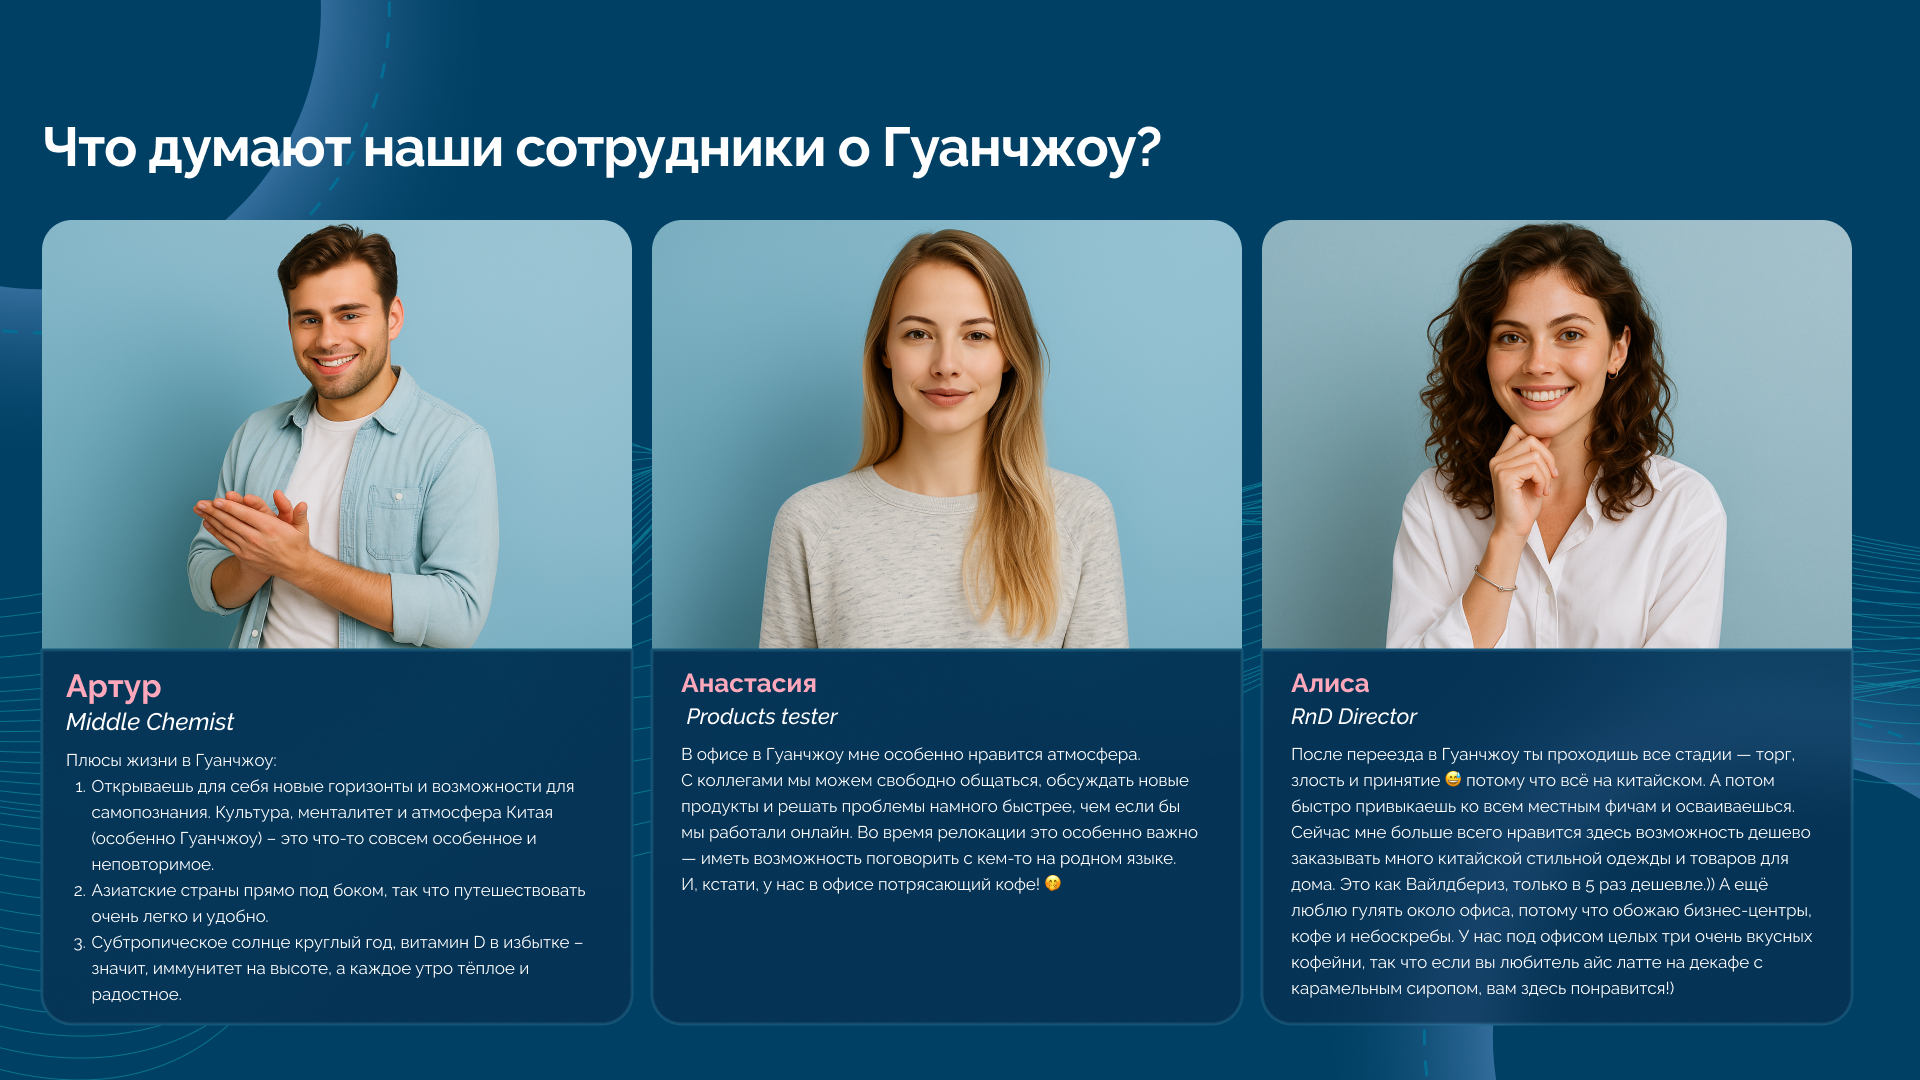 Что думают наши сотрудники о Гуанчжоу?
Артур
Middle Chemist
Плюсы жизни в Гуанчжоу:
1. Открываешь для себя новые горизонты и возможности для
самопознания. Культура, менталитет и атмосфера Китая
(особенно Гуанчжоу) – это что-то совсем особенное и
неповторимое.
2. Азиатские страны прямо под боком, так что путешествовать
очень легко и удобно.
3. Субтропическое солнце круглый год, витамин D в избытке –
значит, иммунитет на высоте, а каждое утро тёплое и
радостное.
Анастасия
Products tester
В офисе в Гуанчжоу мне особенно нравится атмосфера.
С коллегами мы можем свободно общаться, обсуждать новые
продукты и решать проблемы намного быстрее, чем если бы
мы работали онлайн. Во время релокации это особенно важно
— иметь возможность поговорить с кем-то на родном языке.
И, кстати, у нас в офисе потрясающий кофе! 🤭
Алиса
RnD Director
После переезда в Гуанчжоу ты проходишь все стадии — торг,
злость и принятие 😅 потому что всё на китайском. А потом
быстро привыкаешь ко всем местным фичам и осваиваешься.
Сейчас мне больше всего нравится здесь возможность дешево
заказывать много китайской стильной одежды и товаров для
дома. Это как Вайлдбериз, только в 5 раз дешевле.)) А ещё
люблю гулять около офиса, потому что обожаю бизнес-центры,
кофе и небоскребы. У нас под офисом целых три очень вкусных
кофейни, так что если вы любитель айс латте на декафе с
карамельным сиропом, вам здесь понравится!)